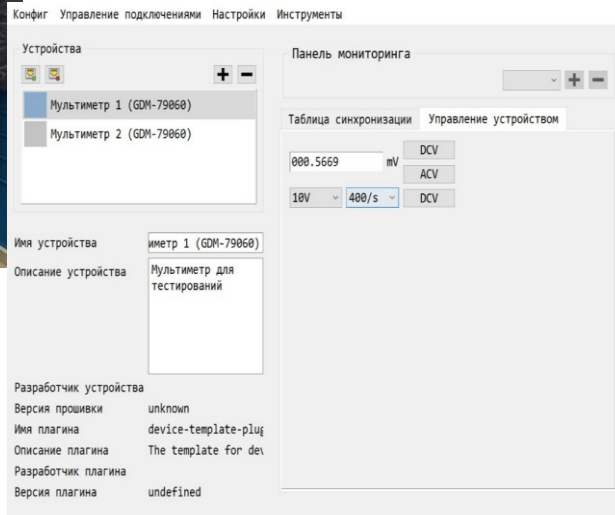 Конфиг Управление подключениями Настройки Инструменты
Устройства
Мультиметр 1 (GDM-79060)
Мультиметр 2 (GDM-79060)
Имя устройства иметр 1 (GDM-79060)
Описание устройства Мультиметр для
тестирований
Разработчик устройства
Версия прошивки unknown
Имя плагина device-template-plug
Описание плагина The template for dev
Разработчик плагина
Версия плагина undefined
Панель мониторинга
Таблица синхронизации Управление устройством
000.5669 mV DCV
ACV
10V 400/s DCV